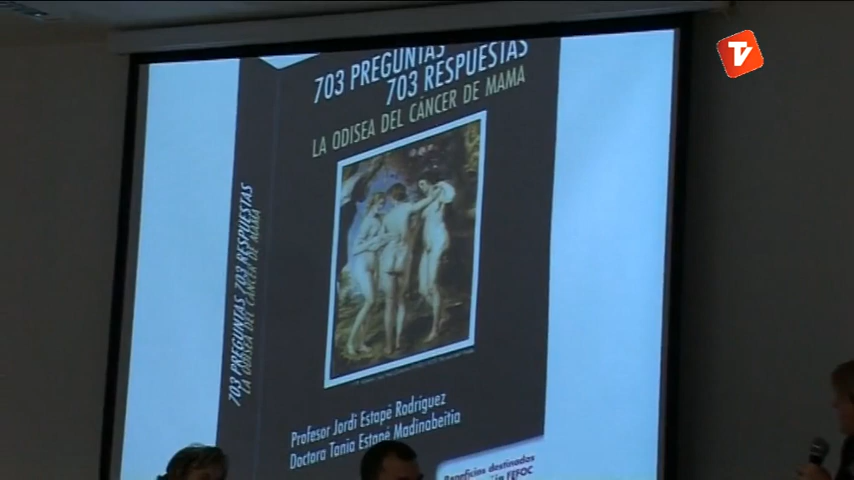 TV
703 PREGUNTAS
703 RESPUESTAS
LA ODISEA DEL CÁNCER DE MAMA
703 PREGUNTAS 703 RESPUESTAS
LA ODISEA DEL CÁNCER DE MAMA
Profesor Jordi Estapé Rodríguez
Doctora Tania Estapé Madinabeitia
Beneficios destinados
FEFOC